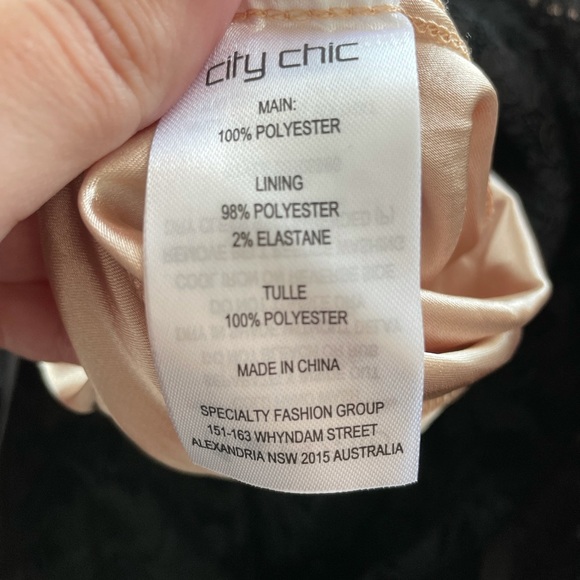 city chic
MAIN:
100% POLYESTER
LINING
98% POLYESTER
2% ELASTANE
TULLE
100% POLYESTER
MADE IN CHINA
SPECIALTY FASHION GROUP
151-163 WHYNDAM STREET
ALEXANDRIA NSW 2015 AUSTRALIA